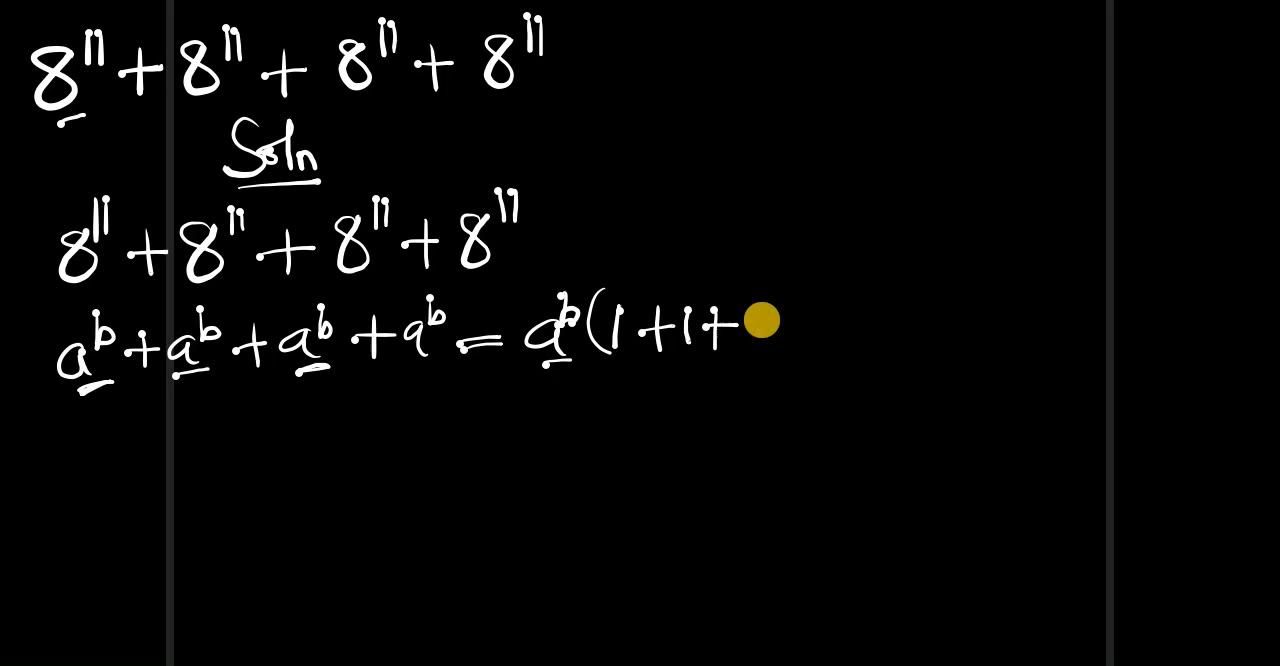 8¹¹ + 8¹¹ + 8¹¹ + 8¹¹
Soln
8¹¹ + 8¹¹ + 8¹¹ + 8¹¹
aᵇ + aᵇ + aᵇ + aᵇ = aᵇ(1 + 1 +